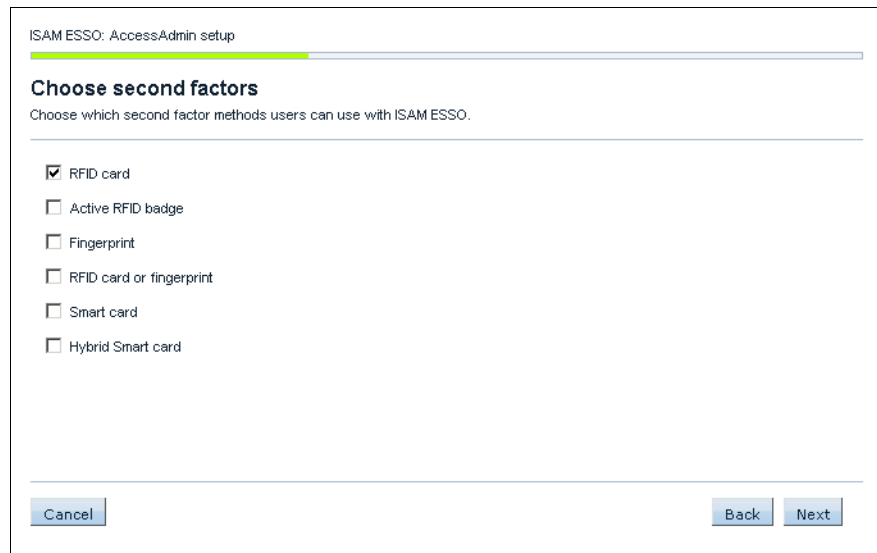 ISAM ESSO: AccessAdmin setup
Choose second factors
Choose which second factor methods users can use with ISAM ESSO.
RFID card
Active RFID badge
Fingerprint
RFID card or fingerprint
Smart card
Hybrid Smart card
Cancel
Back
Next